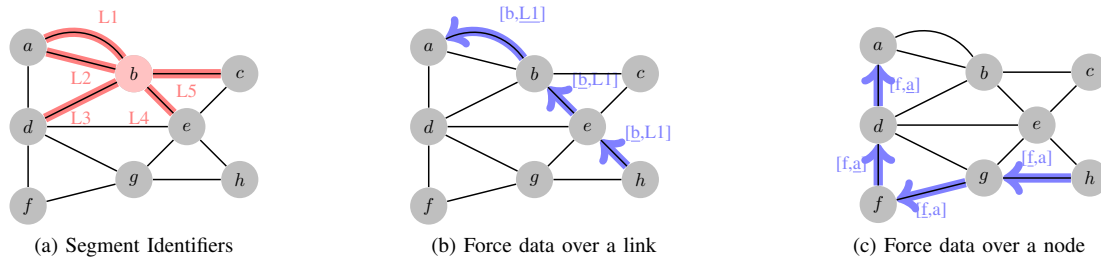 L1
a
L2
b
c
L5
L3
L4
d
e
g
h
f
(a) Segment Identifiers
[b,L1]
a
b
c
[b,L1]
d
e
[b,L1]
g
h
f
(b) Force data over a link
a
b
c
[f,a]
d
e
[f,a]
g
[f,a]
h
f
[f,a]
(c) Force data over a node